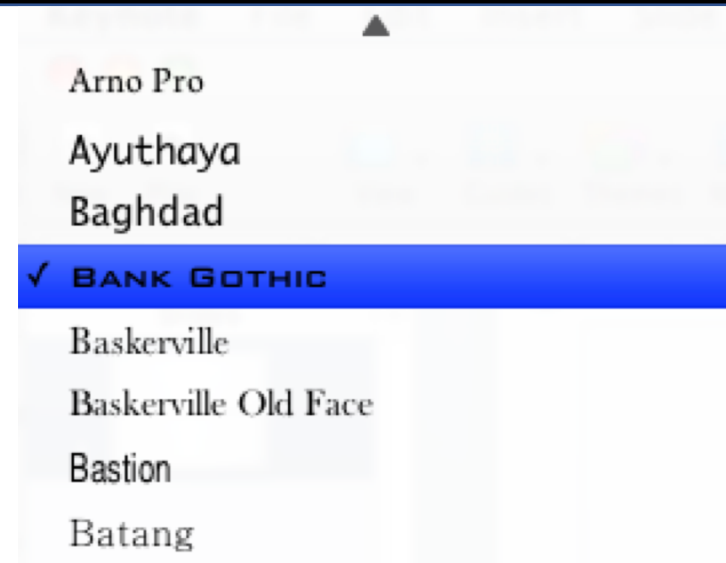 Arno Pro
Ayuthaya
Baghdad
✓ Bank Gothic
Baskerville
Baskerville Old Face
Bastion
Batang